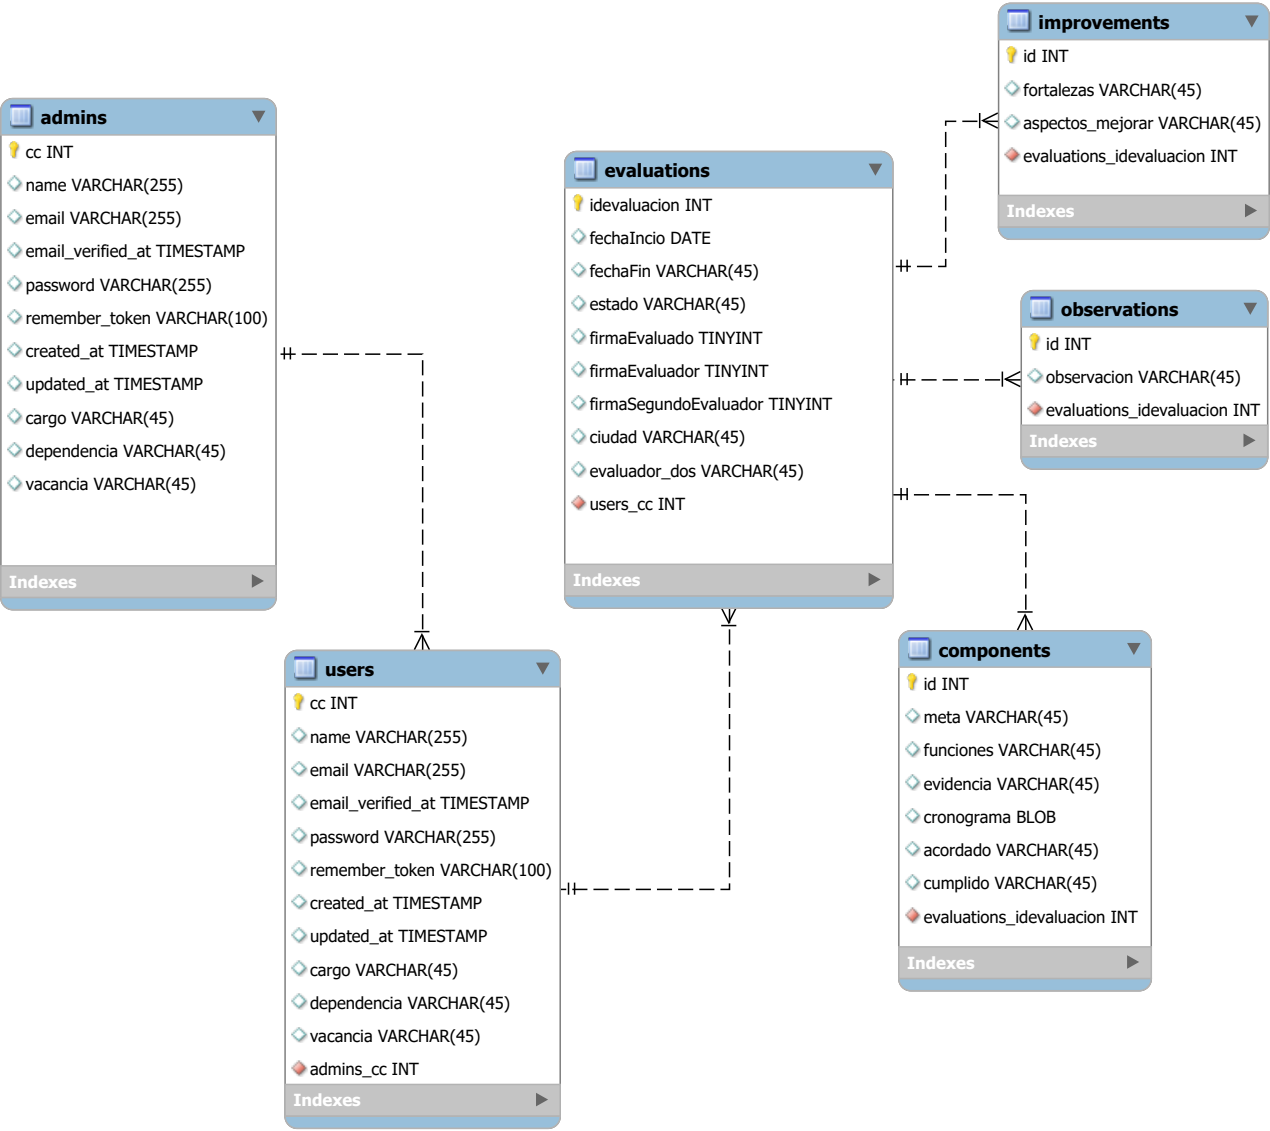 admins
cc INT
name VARCHAR(255)
email VARCHAR(255)
email_verified_at TIMESTAMP
password VARCHAR(255)
remember_token VARCHAR(100)
created_at TIMESTAMP
updated_at TIMESTAMP
cargo VARCHAR(45)
dependencia VARCHAR(45)
vacancia VARCHAR(45)
Indexes
users
cc INT
name VARCHAR(255)
email VARCHAR(255)
email_verified_at TIMESTAMP
password VARCHAR(255)
remember_token VARCHAR(100)
created_at TIMESTAMP
updated_at TIMESTAMP
cargo VARCHAR(45)
dependencia VARCHAR(45)
vacancia VARCHAR(45)
admins_cc INT
Indexes
evaluations
idevaluacion INT
fechaIncio DATE
fechaFin VARCHAR(45)
estado VARCHAR(45)
firmaEvaluado TINYINT
firmaEvaluador TINYINT
firmaSegundoEvaluador TINYINT
ciudad VARCHAR(45)
evaluador_dos VARCHAR(45)
users_cc INT
Indexes
improvements
id INT
fortalezas VARCHAR(45)
aspectos_mejorar VARCHAR(45)
evaluations_idevaluacion INT
Indexes
observations
id INT
observacion VARCHAR(45)
evaluations_idevaluacion INT
Indexes
components
id INT
meta VARCHAR(45)
funciones VARCHAR(45)
evidencia VARCHAR(45)
cronograma BLOB
acordado VARCHAR(45)
cumplido VARCHAR(45)
evaluations_idevaluacion INT
Indexes